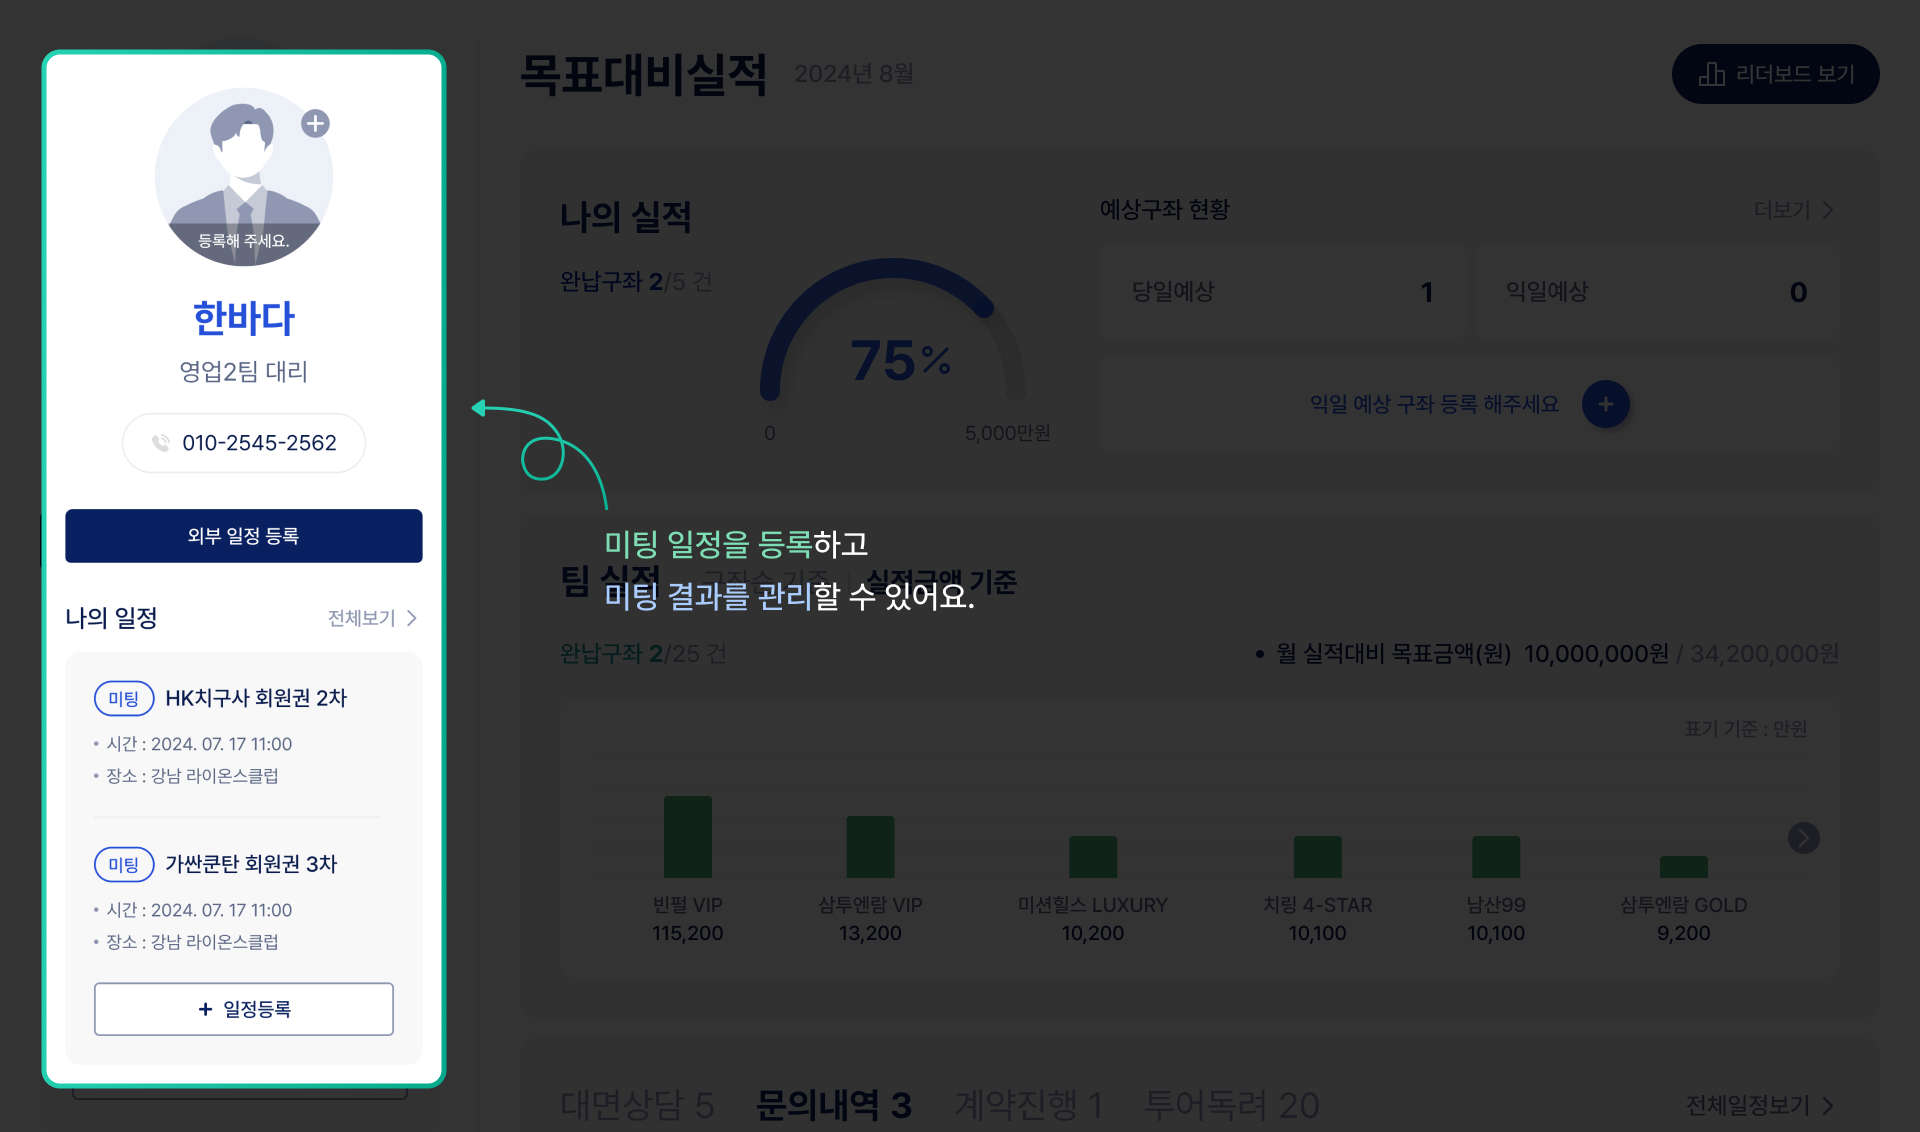 등록해 주세요.
한바다
영업2팀 대리
010-2545-2562
외부 일정 등록
나의 일정
전체보기
미팅 HK치구사 회원권 2차
• 시간 : 2024. 07. 17 11:00
• 장소 : 강남 라이온스클럽
미팅 가싼쿤탄 회원권 3차
• 시간 : 2024. 07. 17 11:00
• 장소 : 강남 라이온스클럽
+ 일정등록
목표대비실적 2024년 8월
리더보드 보기
나의 실적
완납구좌 2/5 건
75%
0
5,000만원
예상구좌 현황
더보기
당일예상 1
익일예상 0
익일 예상 구좌 등록 해주세요
미팅 일정을 등록하고
미팅 결과를 관리할 수 있어요.
팀 실적 구좌순 기준 | 실적금액 기준
완납구좌 2/25 건
• 월 실적대비 목표금액(원) 10,000,000원 / 34,200,000원
표기 기준 : 만원
빈펄 VIP
115,200
삼투엔람 VIP
13,200
미션힐스 LUXURY
10,200
치링 4-STAR
10,100
남산99
10,100
삼투엔람 GOLD
9,200
대면상담 5
문의내역 3
계약진행 1
투어독려 20
전체일정보기